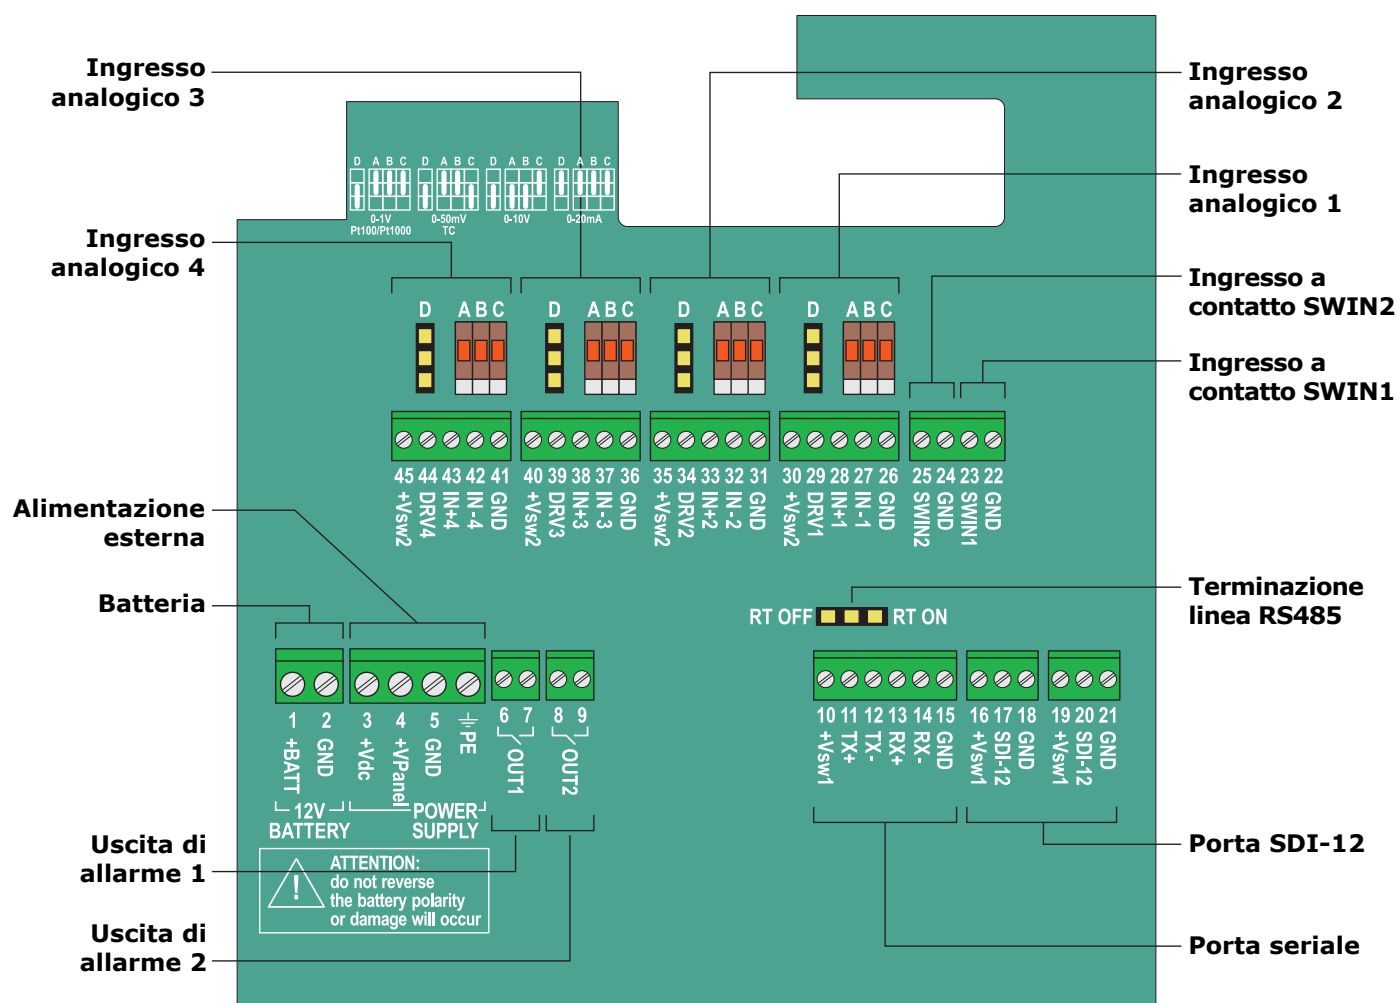 Ingresso
analogico 3
Ingresso
analogico 2
D A B C D A B C D A B C D A B C
0-1V 0-50mV 0-10V 0-20mA
Pt100/Pt1000 TC
Ingresso
analogico 1
Ingresso
analogico 4
Ingresso a
contatto SWIN2
D A B C D A B C D A B C D A B C
Ingresso a
contatto SWIN1
45 44 43 42 41 40 39 38 37 36 35 34 33 32 31 30 29 28 27 26 25 24 23 22
+Vsw2 DRV4 IN+4 IN-4 GND +Vsw2 DRV3 IN+3 IN-3 GND +Vsw2 DRV2 IN+2 IN-2 GND +Vsw2 DRV1 IN+1 IN-1 GND SWIN2 GND SWIN1 GND
Alimentazione
esterna
Batteria
Terminazione
linea RS485
RT OFF RT ON
1 2 3 4 5 PE 6 7 8 9
+BATT GND +Vdc +VPanel GND OUT1 OUT2
12V
BATTERY
POWER
SUPPLY
10 11 12 13 14 15 16 17 18 19 20 21
+Vsw1 TX+ TX- RX+ RX- GND +Vsw1 SDI-12 GND +Vsw1 SDI-12 GND
Uscita di
allarme 1
ATTENTION:
do not reverse
the battery polarity
or damage will occur
!
Porta SDI-12
Uscita di
allarme 2
Porta seriale